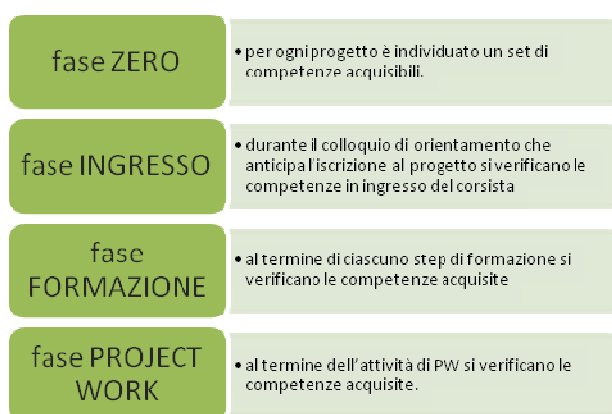 fase ZERO
• per ogni progetto è individuato un set di
competenze acquisibili.
fase INGRESSO
• durante il colloquio di orientamento che
anticipa l'iscrizione al progetto si verificano le
competenze in ingresso del corsista
fase
FORMAZIONE
• al termine di ciascuno step di formazione si
verificano le competenze acquisite
fase PROJECT
WORK
• al termine dell'attività di PW si verificano le
competenze acquisite.